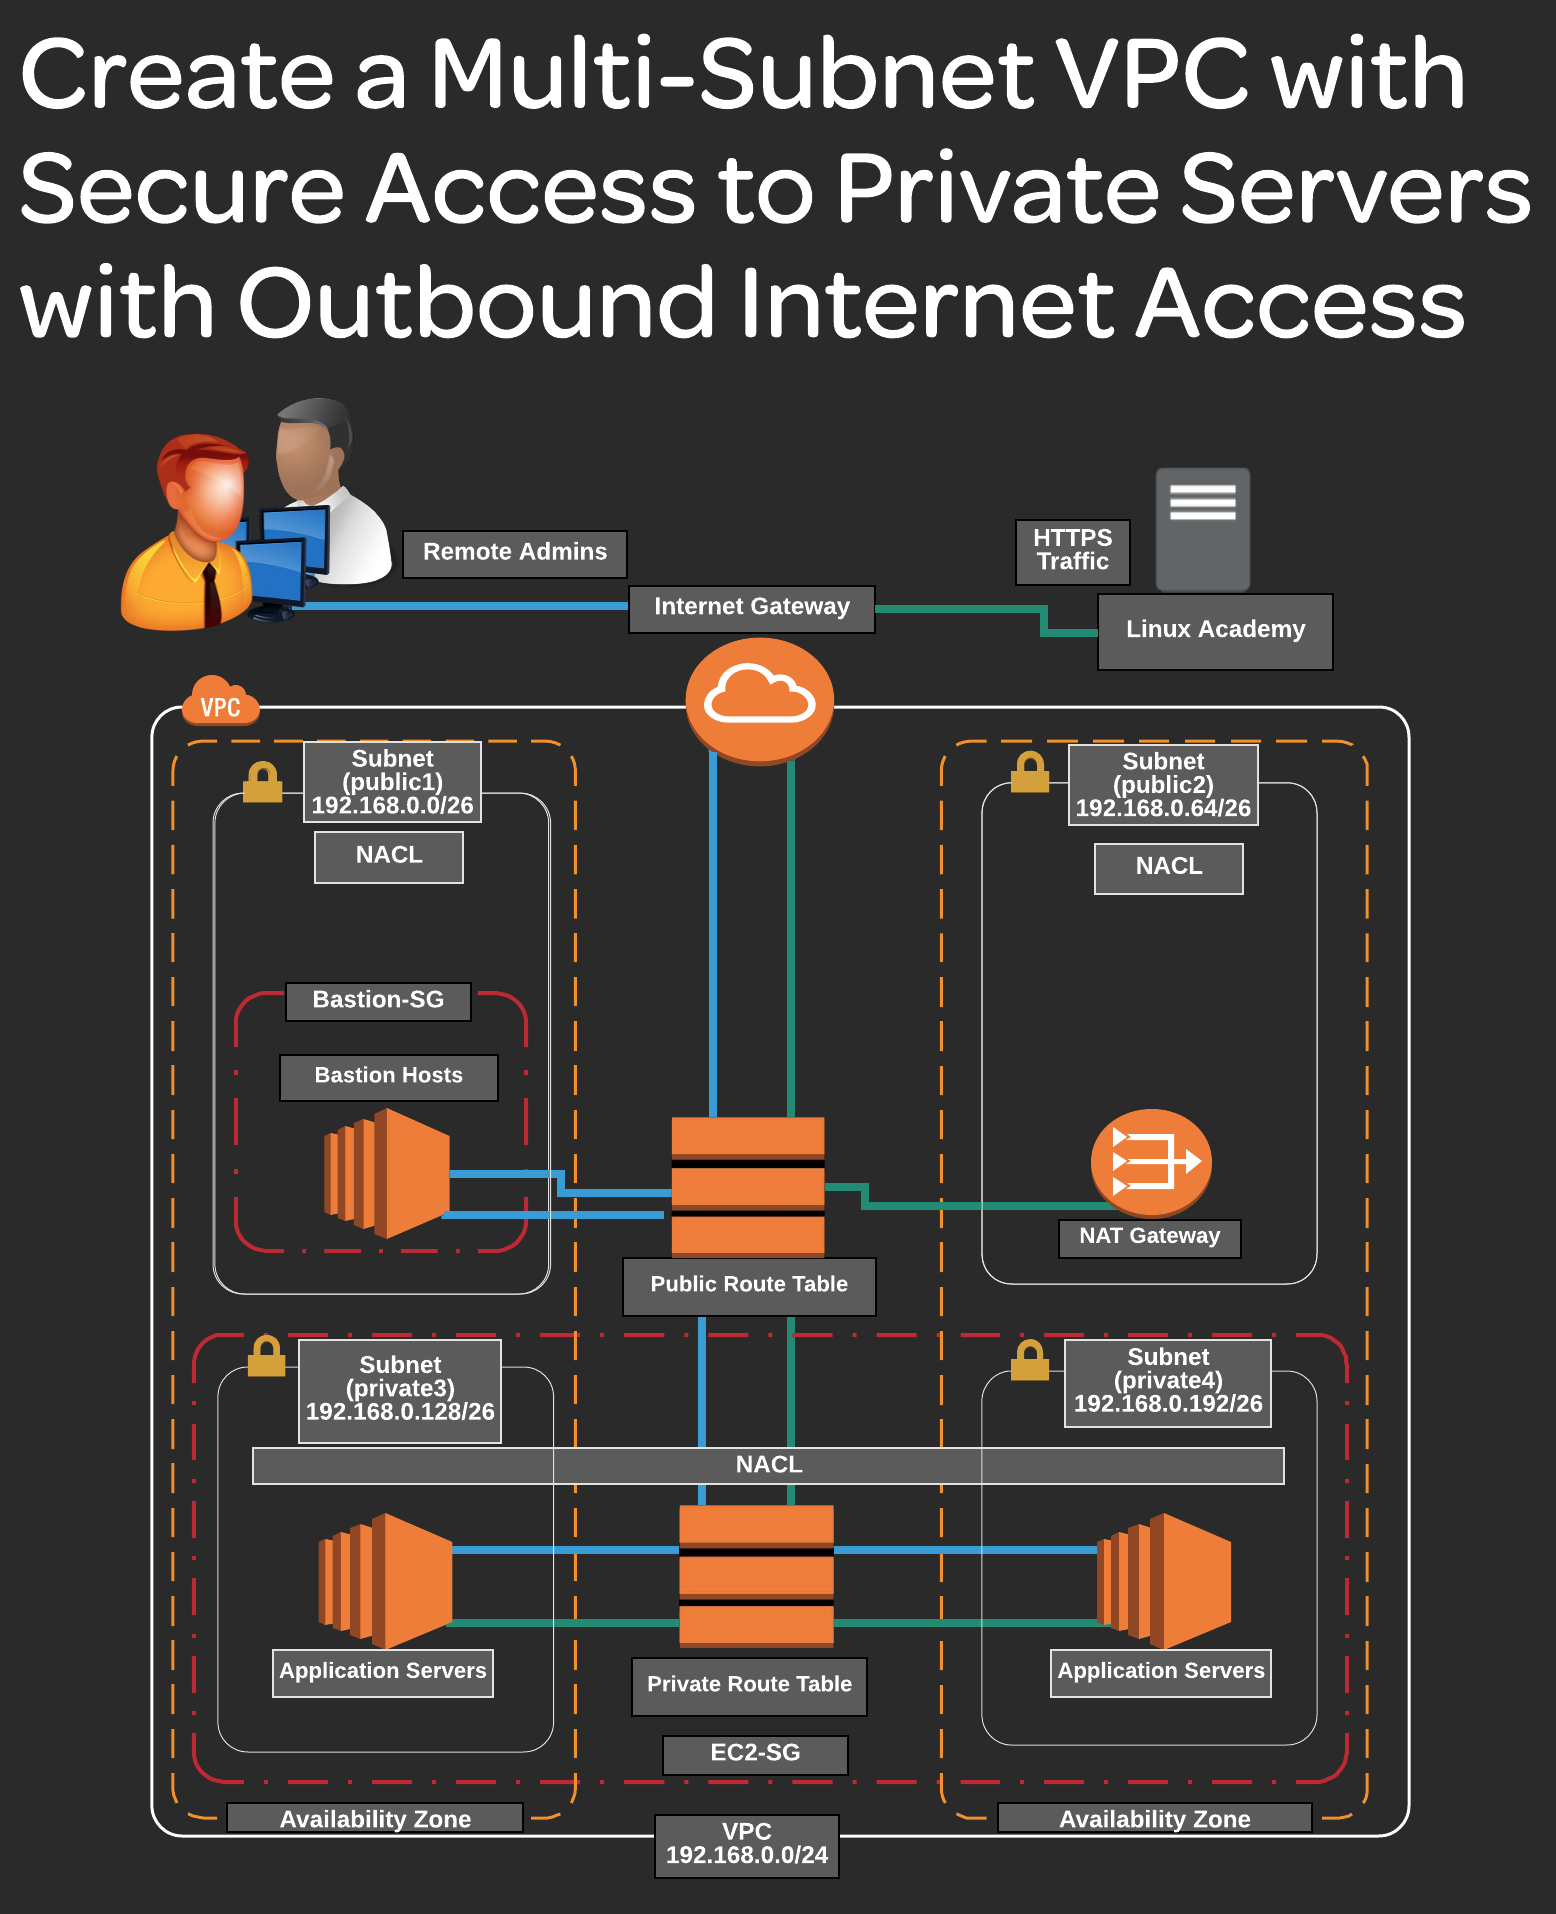 Create a Multi-Subnet VPC with
Secure Access to Private Servers
with Outbound Internet Access
Remote Admins
HTTPS
Traffic
Internet Gateway
Linux Academy
VPC
Subnet
(public1)
192.168.0.0/26
NACL
Subnet
(public2)
192.168.0.64/26
NACL
Bastion-SG
Bastion Hosts
NAT Gateway
Public Route Table
Subnet
(private3)
192.168.0.128/26
Subnet
(private4)
192.168.0.192/26
NACL
Application Servers
Private Route Table
Application Servers
EC2-SG
Availability Zone
Availability Zone
VPC
192.168.0.0/24